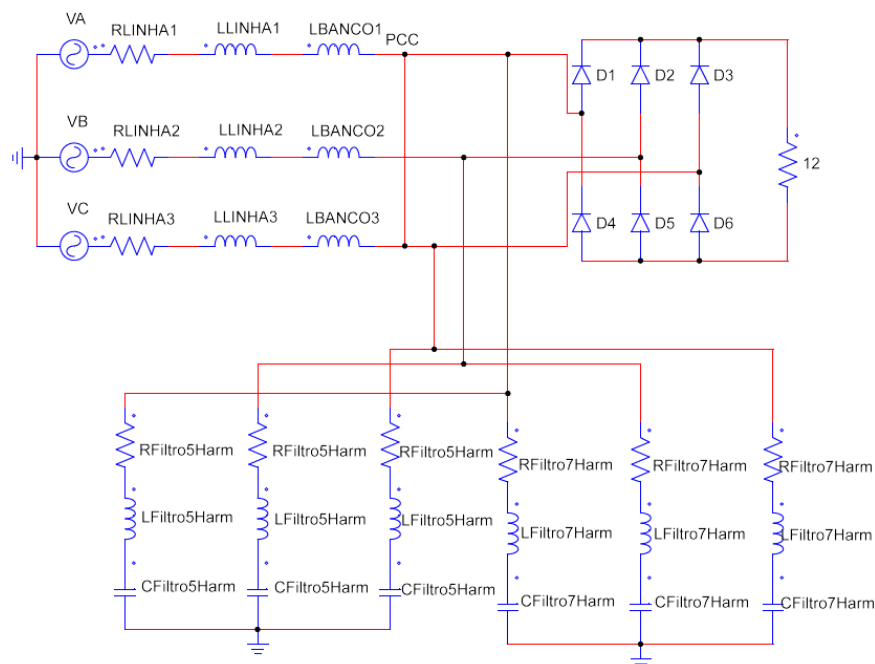 VA
RLINHA1
LLINHA1
LBANCO1
PCC
D1
D2
D3
VB
RLINHA2
LLINHA2
LBANCO2
12
VC
RLINHA3
LLINHA3
LBANCO3
D4
D5
D6
RFiltro5Harm
RFiltro5Harm
RFiltro5Harm
RFiltro7Harm
RFiltro7Harm
RFiltro7Harm
LFiltro5Harm
LFiltro5Harm
LFiltro5Harm
LFiltro7Harm
LFiltro7Harm
LFiltro7Harm
CFiltro5Harm
CFiltro5Harm
CFiltro5Harm
CFiltro7Harm
CFiltro7Harm
CFiltro7Harm